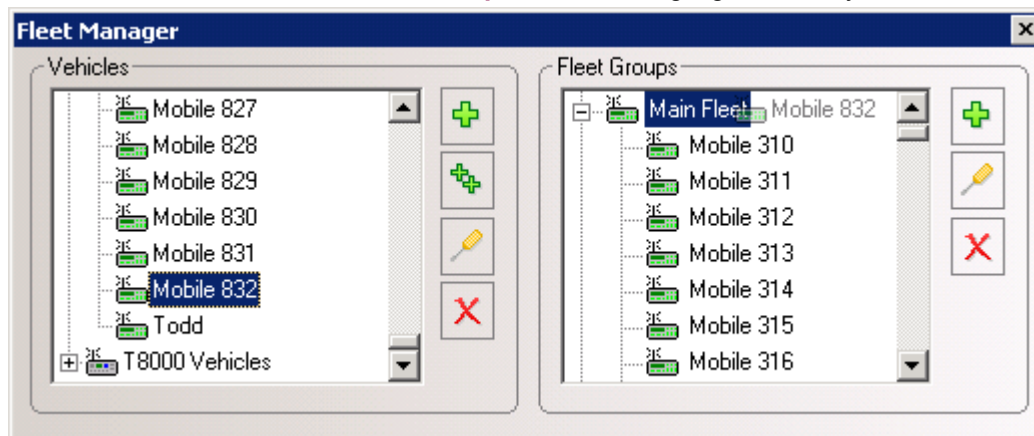 Fleet Manager
Vehicles
Mobile 827
Mobile 828
Mobile 829
Mobile 830
Mobile 831
Mobile 832
Todd
T8000 Vehicles
Fleet Groups
Main Fleet Mobile 832
Mobile 310
Mobile 311
Mobile 312
Mobile 313
Mobile 314
Mobile 315
Mobile 316